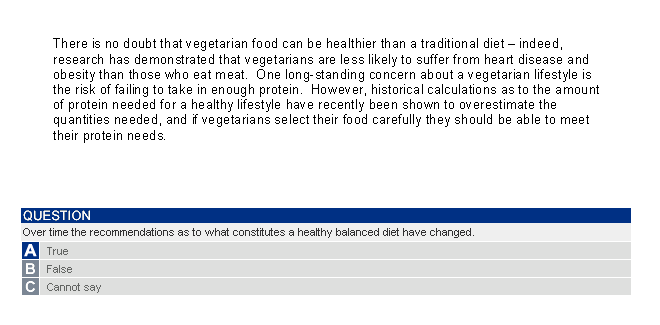 There is no doubt that vegetarian food can be healthier than a traditional diet – indeed,
research has demonstrated that vegetarians are less likely to suffer from heart disease and
obesity than those who eat meat. One long-standing concern about a vegetarian lifestyle is
the risk of failing to take in enough protein. However, historical calculations as to the amount
of protein needed for a healthy lifestyle have recently been shown to overestimate the
quantities needed, and if vegetarians select their food carefully they should be able to meet
their protein needs.
QUESTION
Over time the recommendations as to what constitutes a healthy balanced diet have changed.
A True
B False
C Cannot say